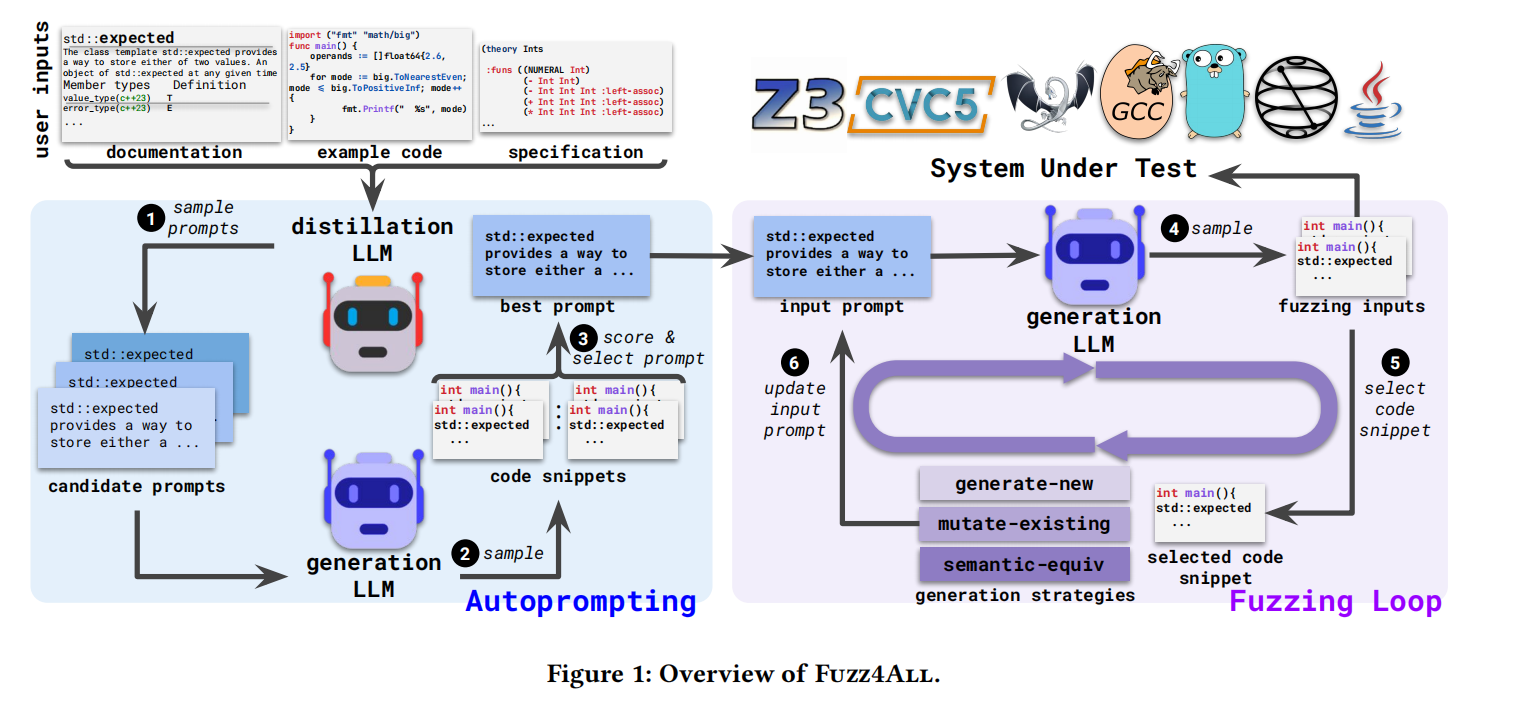 user inputs
std::expected
The class template std::expected provides
a way to store either of two values. An
object of std::expected at any given time
Member types Definition
value_type(c++23) T
error_type(c++23) E
...
documentation
import ("fmt" "math/big")
func main() {
operands := []float64{2.6,
2.5}
for mode := big.ToNearestEven;
mode ≤ big.ToPositiveInf; mode++
{
fmt.Printf(" %s", mode)
}
}
example code
(theory Ints
:funs ((NUMERAL Int)
(- Int Int)
(- Int Int Int :left-assoc)
(+ Int Int Int :left-assoc)
(* Int Int Int :left-assoc)
...
specification
Z3
CVC5
GCC
System Under Test
1 sample
prompts
distillation
LLM
std::expected
std::expected
std::expected
provides a way to
store either a ...
candidate prompts
generation
LLM
2 sample
int main(){
int main(){
std::expected
...
int main(){
int main(){
std::expected
...
code snippets
3 score &
select prompt
std::expected
provides a way to
store either a ...
best prompt
Autoprompting
std::expected
provides a way to
store either a ...
input prompt
generation
LLM
4 sample
int main(){
int main(){
std::expected
...
fuzzing inputs
5
select
code
snippet
int main(){
std::expected
...
selected code
snippet
6
update
input
prompt
generate-new
mutate-existing
semantic-equiv
generation strategies
Fuzzing Loop
Figure 1: Overview of Fuzz4All.